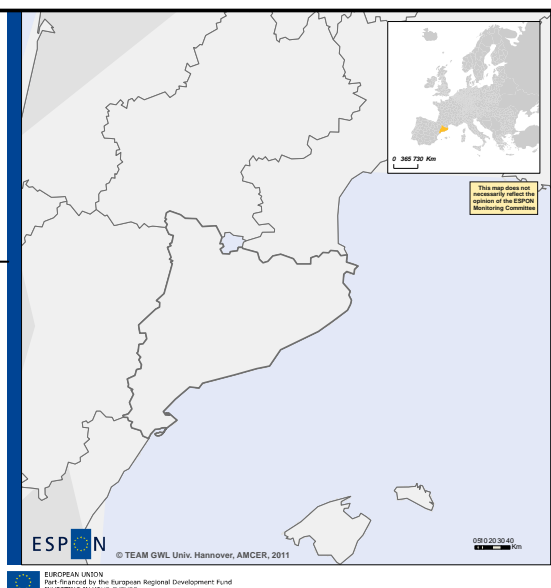 0 365 730 Km
This map does not
necessarily reflect the
opinion of the ESPON
Monitoring Committee
ESPON
© TEAM GWL Univ. Hannover, AMCER, 2011
Km
EUROPEAN UNION
Part-financed by the European Regional Development Fund